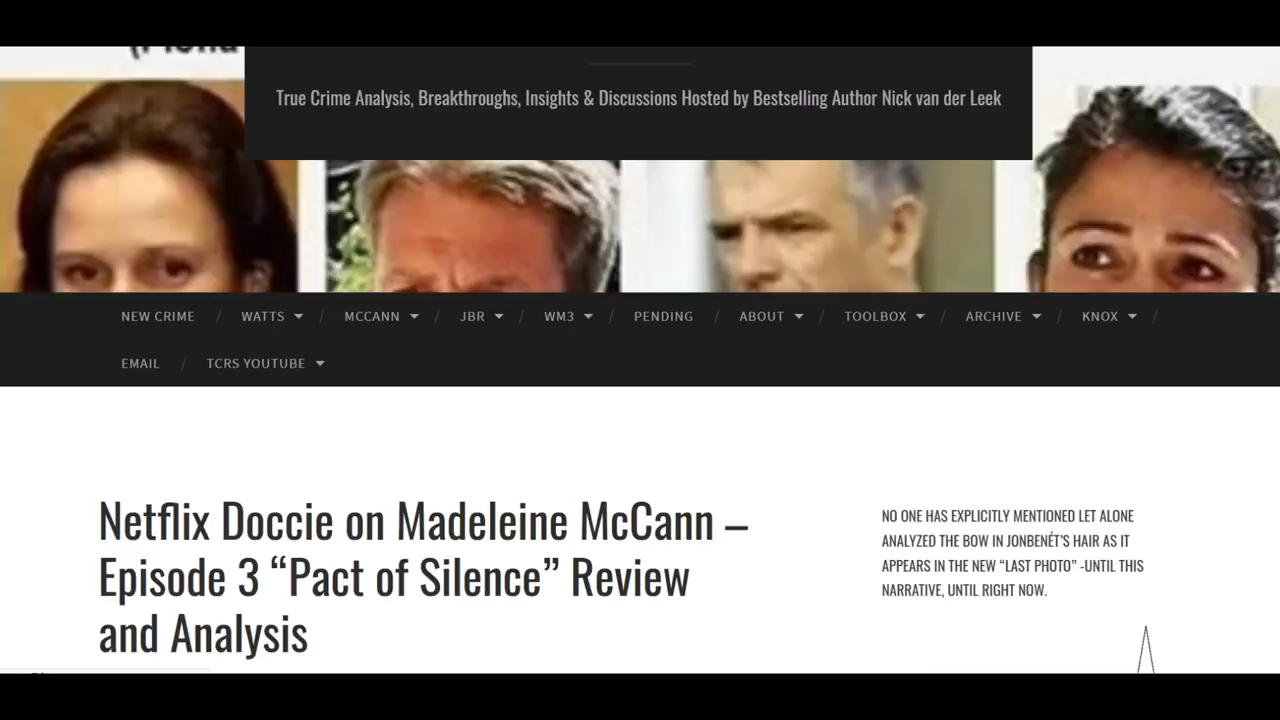 True Crime Analysis, Breakthroughs, Insights & Discussions Hosted by Bestselling Author Nick van der Leek
NEW CRIME / WATTS / MCCANN / JBR / WM3 / PENDING / ABOUT / TOOLBOX / ARCHIVE / KNOX /
EMAIL / TCRS YOUTUBE
Netflix Doccie on Madeleine McCann –
Episode 3 “Pact of Silence” Review
and Analysis
NO ONE HAS EXPLICITLY MENTIONED LET ALONE
ANALYZED THE BOW IN JONBENÉT’S HAIR AS IT
APPEARS IN THE NEW “LAST PHOTO” -UNTIL THIS
NARRATIVE, UNTIL RIGHT NOW.